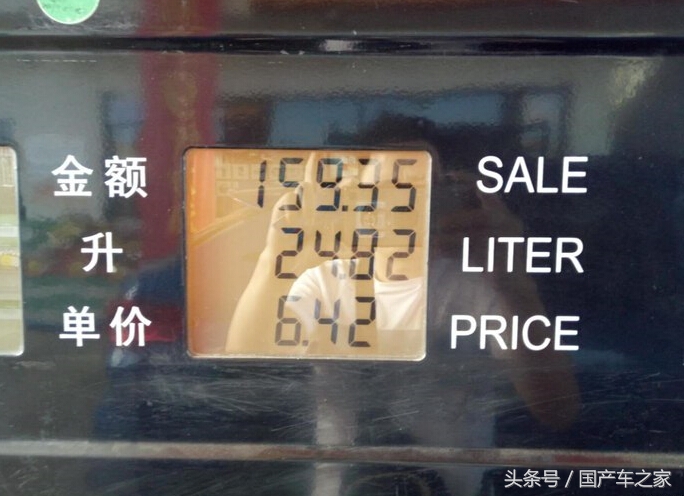 金额 159.35 SALE
升 24.82 LITER
单价 6.42 PRICE
头条号 / 国产车之家